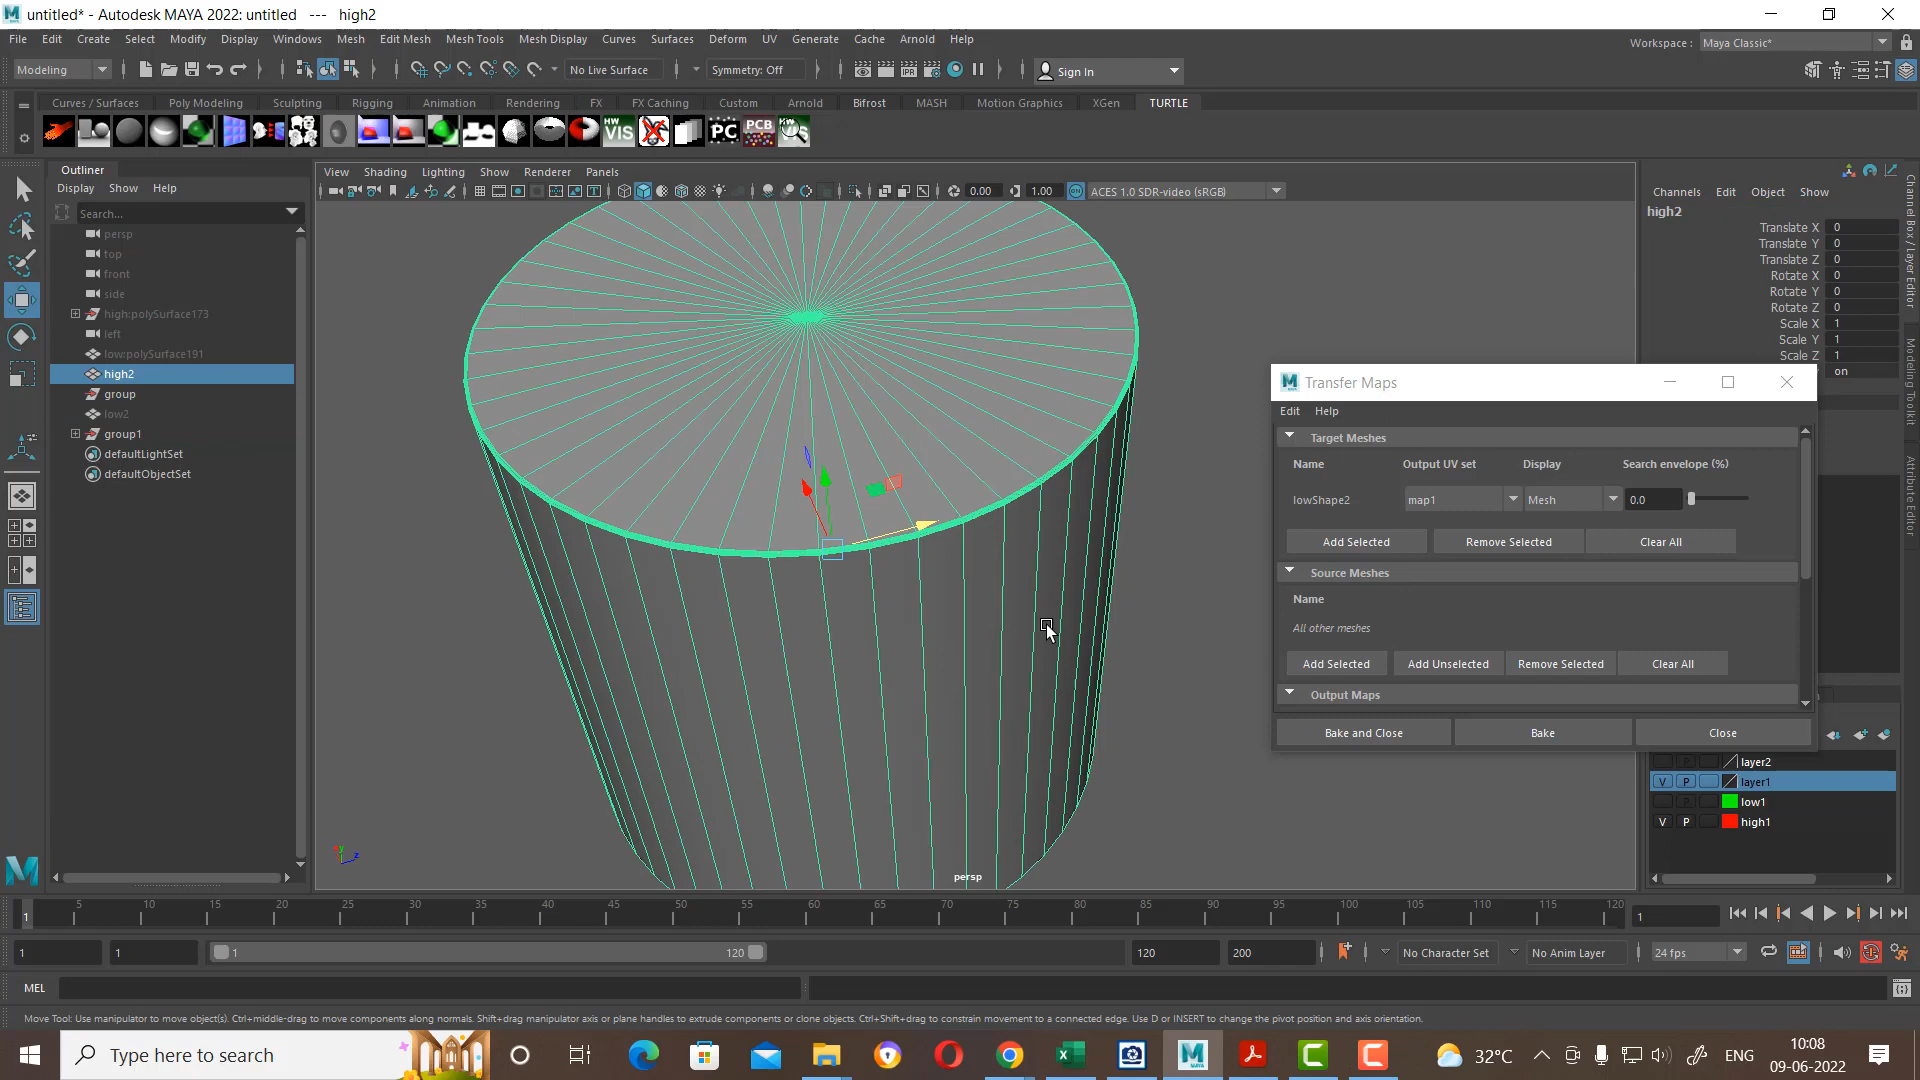 untitled* - Autodesk MAYA 2022: untitled --- high2
File Edit Create Select Modify Display Windows Mesh Edit Mesh Mesh Tools Mesh Display Curves Surfaces Deform UV Generate Cache Arnold Help
Workspace : Maya Classic*
Modeling No Live Surface Symmetry: Off Sign In
Curves / Surfaces Poly Modeling Sculpting Rigging Animation Rendering FX FX Caching Custom Arnold Bifrost MASH Motion Graphics XGen TURTLE
HW VIS PC PCB
Outliner
Display Show Help
Search...
persp
top
front
side
high:polySurface173
left
low:polySurface191
high2
group
low2
group1
defaultLightSet
defaultObjectSet
View Shading Lighting Show Renderer Panels
0.00 1.00 ACES 1.0 SDR-video (sRGB)
persp
Channels Edit Object Show
high2
Translate X 0
Translate Y 0
Translate Z 0
Rotate X 0
Rotate Y 0
Rotate Z 0
Scale X 1
Scale Y 1
Scale Z 1
on
Channel Box / Layer Editor
Modeling Toolkit
Attribute Editor
Transfer Maps
Edit Help
Target Meshes
Name Output UV set Display Search envelope (%)
lowShape2 map1 Mesh 0.0
Add Selected Remove Selected Clear All
Source Meshes
Name
All other meshes
Add Selected Add Unselected Remove Selected Clear All
Output Maps
Bake and Close Bake Close
layer2
V P layer1
low1
V P high1
1 5 10 15 20 25 30 35 40 45 50 55 60 65 70 75 80 85 90 95 100 105 110 115 120 1
1 1 1 120 120 200 No Character Set No Anim Layer 24 fps
MEL
Move Tool: Use manipulator to move object(s). Ctrl+middle-drag to move components along normals. Shift+drag manipulator axis or plane handles to extrude components or clone objects. Ctrl+Shift+drag to constrain movement to a connected edge. Use D or INSERT to change the pivot position and axis orientation.
Type here to search
32°C ENG 10:08
09-06-2022